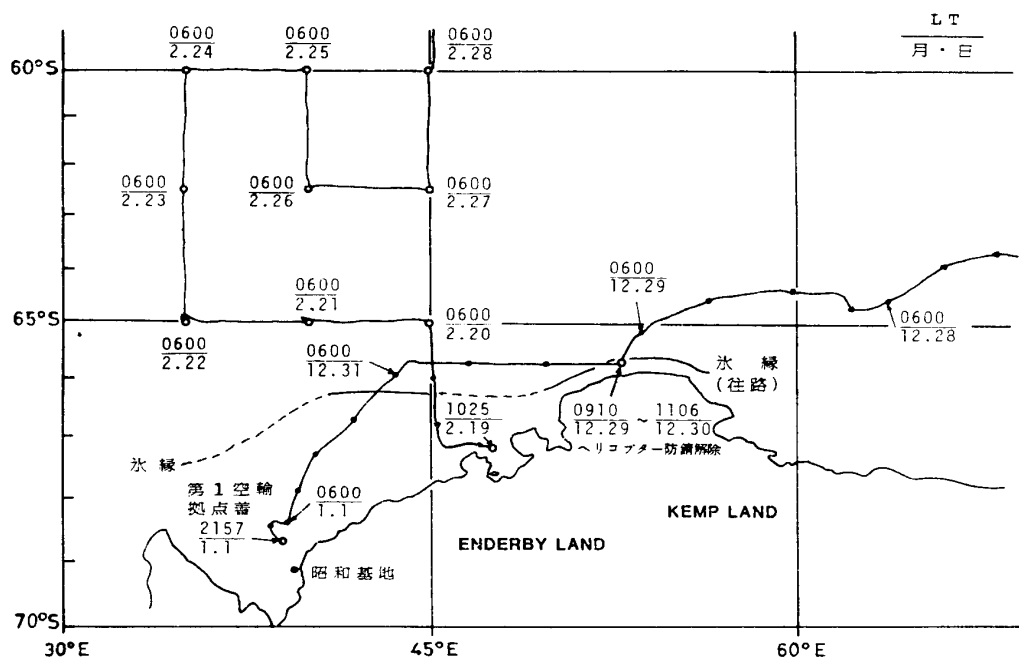 LT
月・日
0600
2.24
0600
2.25
0600
2.28
60°S
0600
2.23
0600
2.26
0600
2.27
0600
12.29
0600
2.21
65°S
0600
2.20
0600
12.28
0600
2.22
0600
12.31
氷縁
(往路)
1025
2.19
0910 ~ 1106
12.29 12.30
ヘリコプター防錆解除
氷縁
第1空輸
拠点着
0600
1.1
2157
1.1
KEMP LAND
ENDERBY LAND
昭和基地
70°S
30°E
45°E
60°E